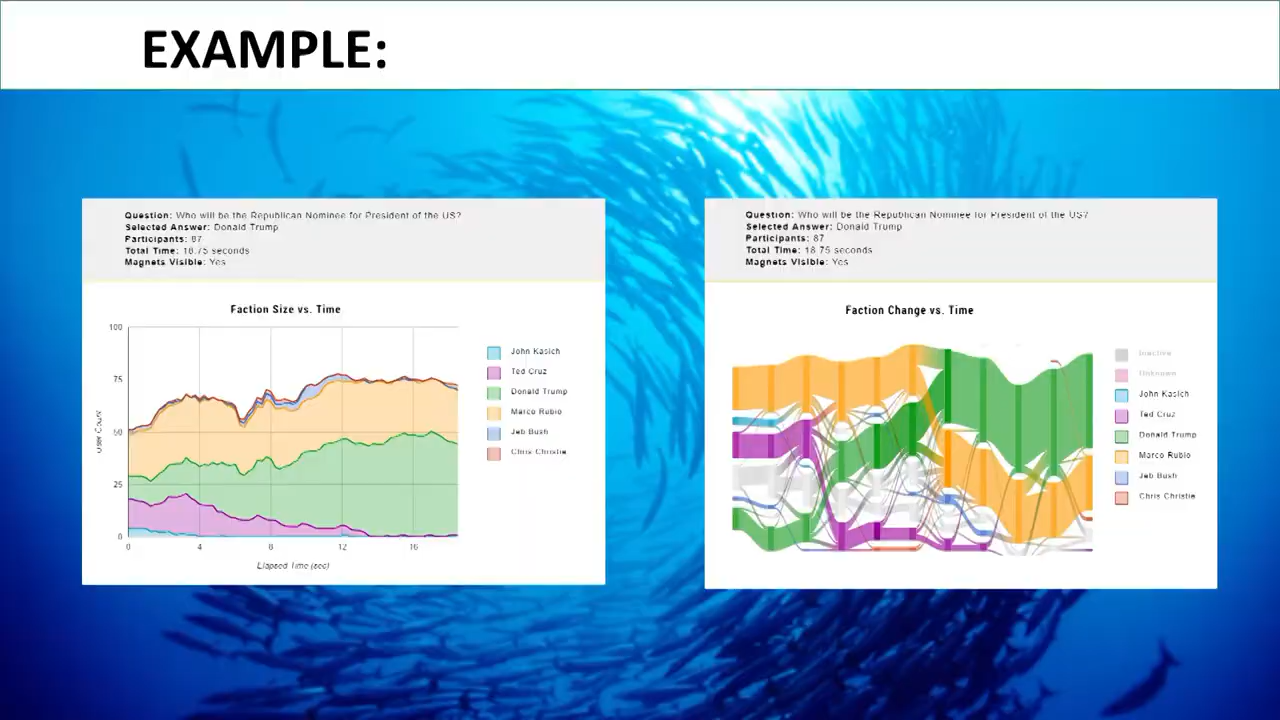 EXAMPLE:
Question: Who will be the Republican Nominee for President of the US?
Selected Answer: Donald Trump
Participants: 87
Total Time: 18.75 seconds
Magnets Visible: Yes
Faction Size vs. Time
100
75
50
25
0
User Count
0
4
8
12
16
Elapsed Time (sec)
John Kasich
Ted Cruz
Donald Trump
Marco Rubio
Jeb Bush
Chris Christie
Question: Who will be the Republican Nominee for President of the US?
Selected Answer: Donald Trump
Participants: 87
Total Time: 18.75 seconds
Magnets Visible: Yes
Faction Change vs. Time
Inactive
Unknown
John Kasich
Ted Cruz
Donald Trump
Marco Rubio
Jeb Bush
Chris Christie